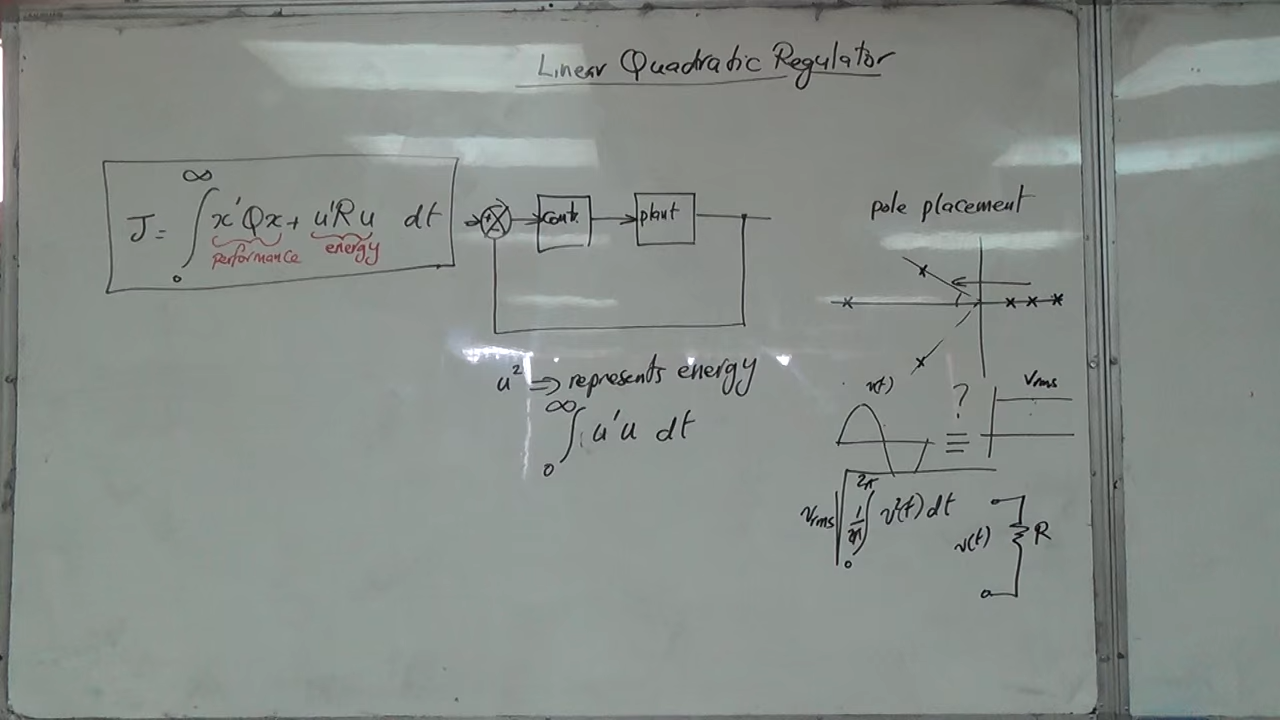 Linear Quadratic Regulator
J = ∫₀^∞ x'Qx + u'Ru dt
performance
energy
+
cont.
plant
u² ⇒ represents energy
∫₀^∞ u'u dt
pole placement
v(t)
?
≡
Vrms
Vrms √ 1/2π ∫₀^2π v²(t) dt
v(t)
R